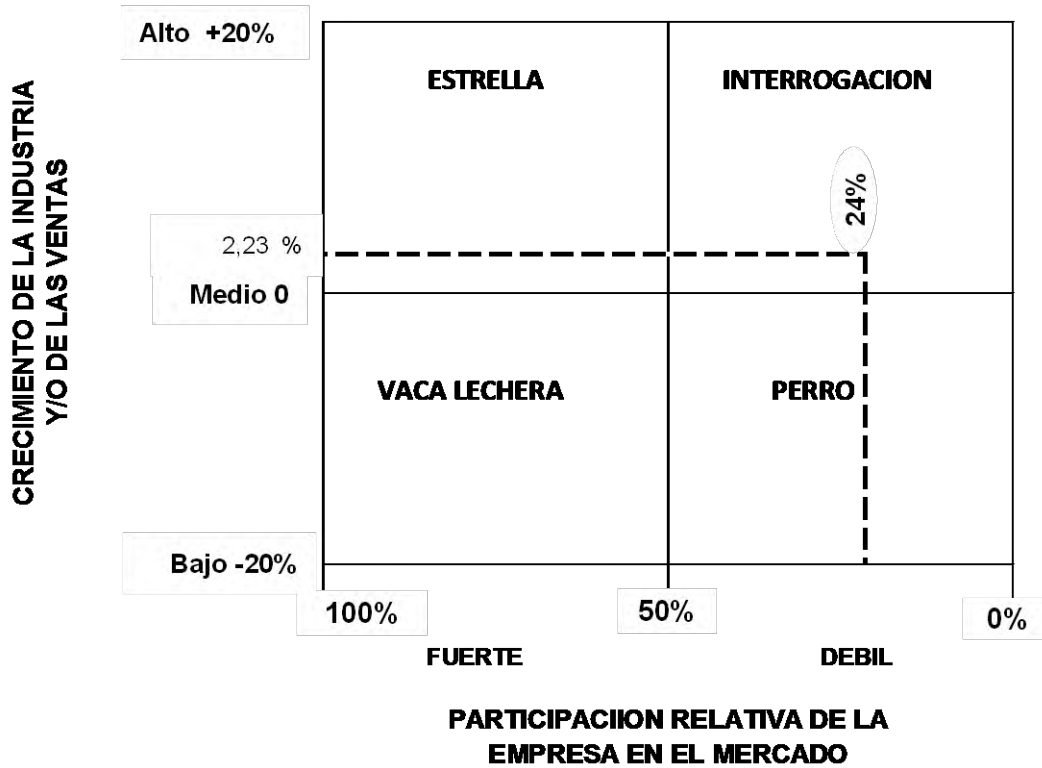 Alto +20%
ESTRELLA
INTERROGACION
CRECIMIENTO DE LA INDUSTRIA
Y/O DE LAS VENTAS
24%
2,23 %
Medio 0
VACA LECHERA
PERRO
Bajo -20%
100%
50%
0%
FUERTE
DEBIL
PARTICIPACIION RELATIVA DE LA
EMPRESA EN EL MERCADO